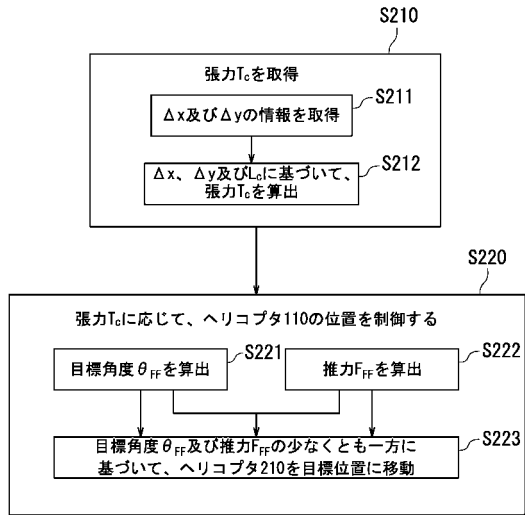 S210
張力Tcを取得
S211
Δx及びΔyの情報を取得
S212
Δx、Δy及びLcに基づいて、
張力Tcを算出
S220
張力Tcに応じて、ヘリコプタ110の位置を制御する
S221
目標角度θFFを算出
S222
推力FFFを算出
S223
目標角度θFF及び推力FFFの少なくとも一方に
基づいて、ヘリコプタ210を目標位置に移動